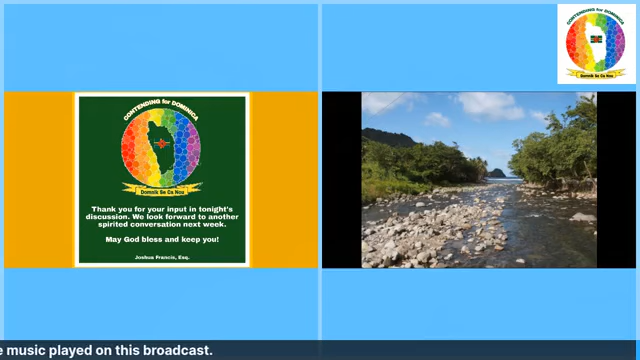 CONTENDING for DOMINICA
Domnik Se Ca Nou
Thank you for your input in tonight's
discussion. We look forward to another
spirited conversation next week.
May God bless and keep you!
Joshua Francis, Esq.
CONTENDING for DOMINICA
Domnik Se Ca Nou
e music played on this broadcast.